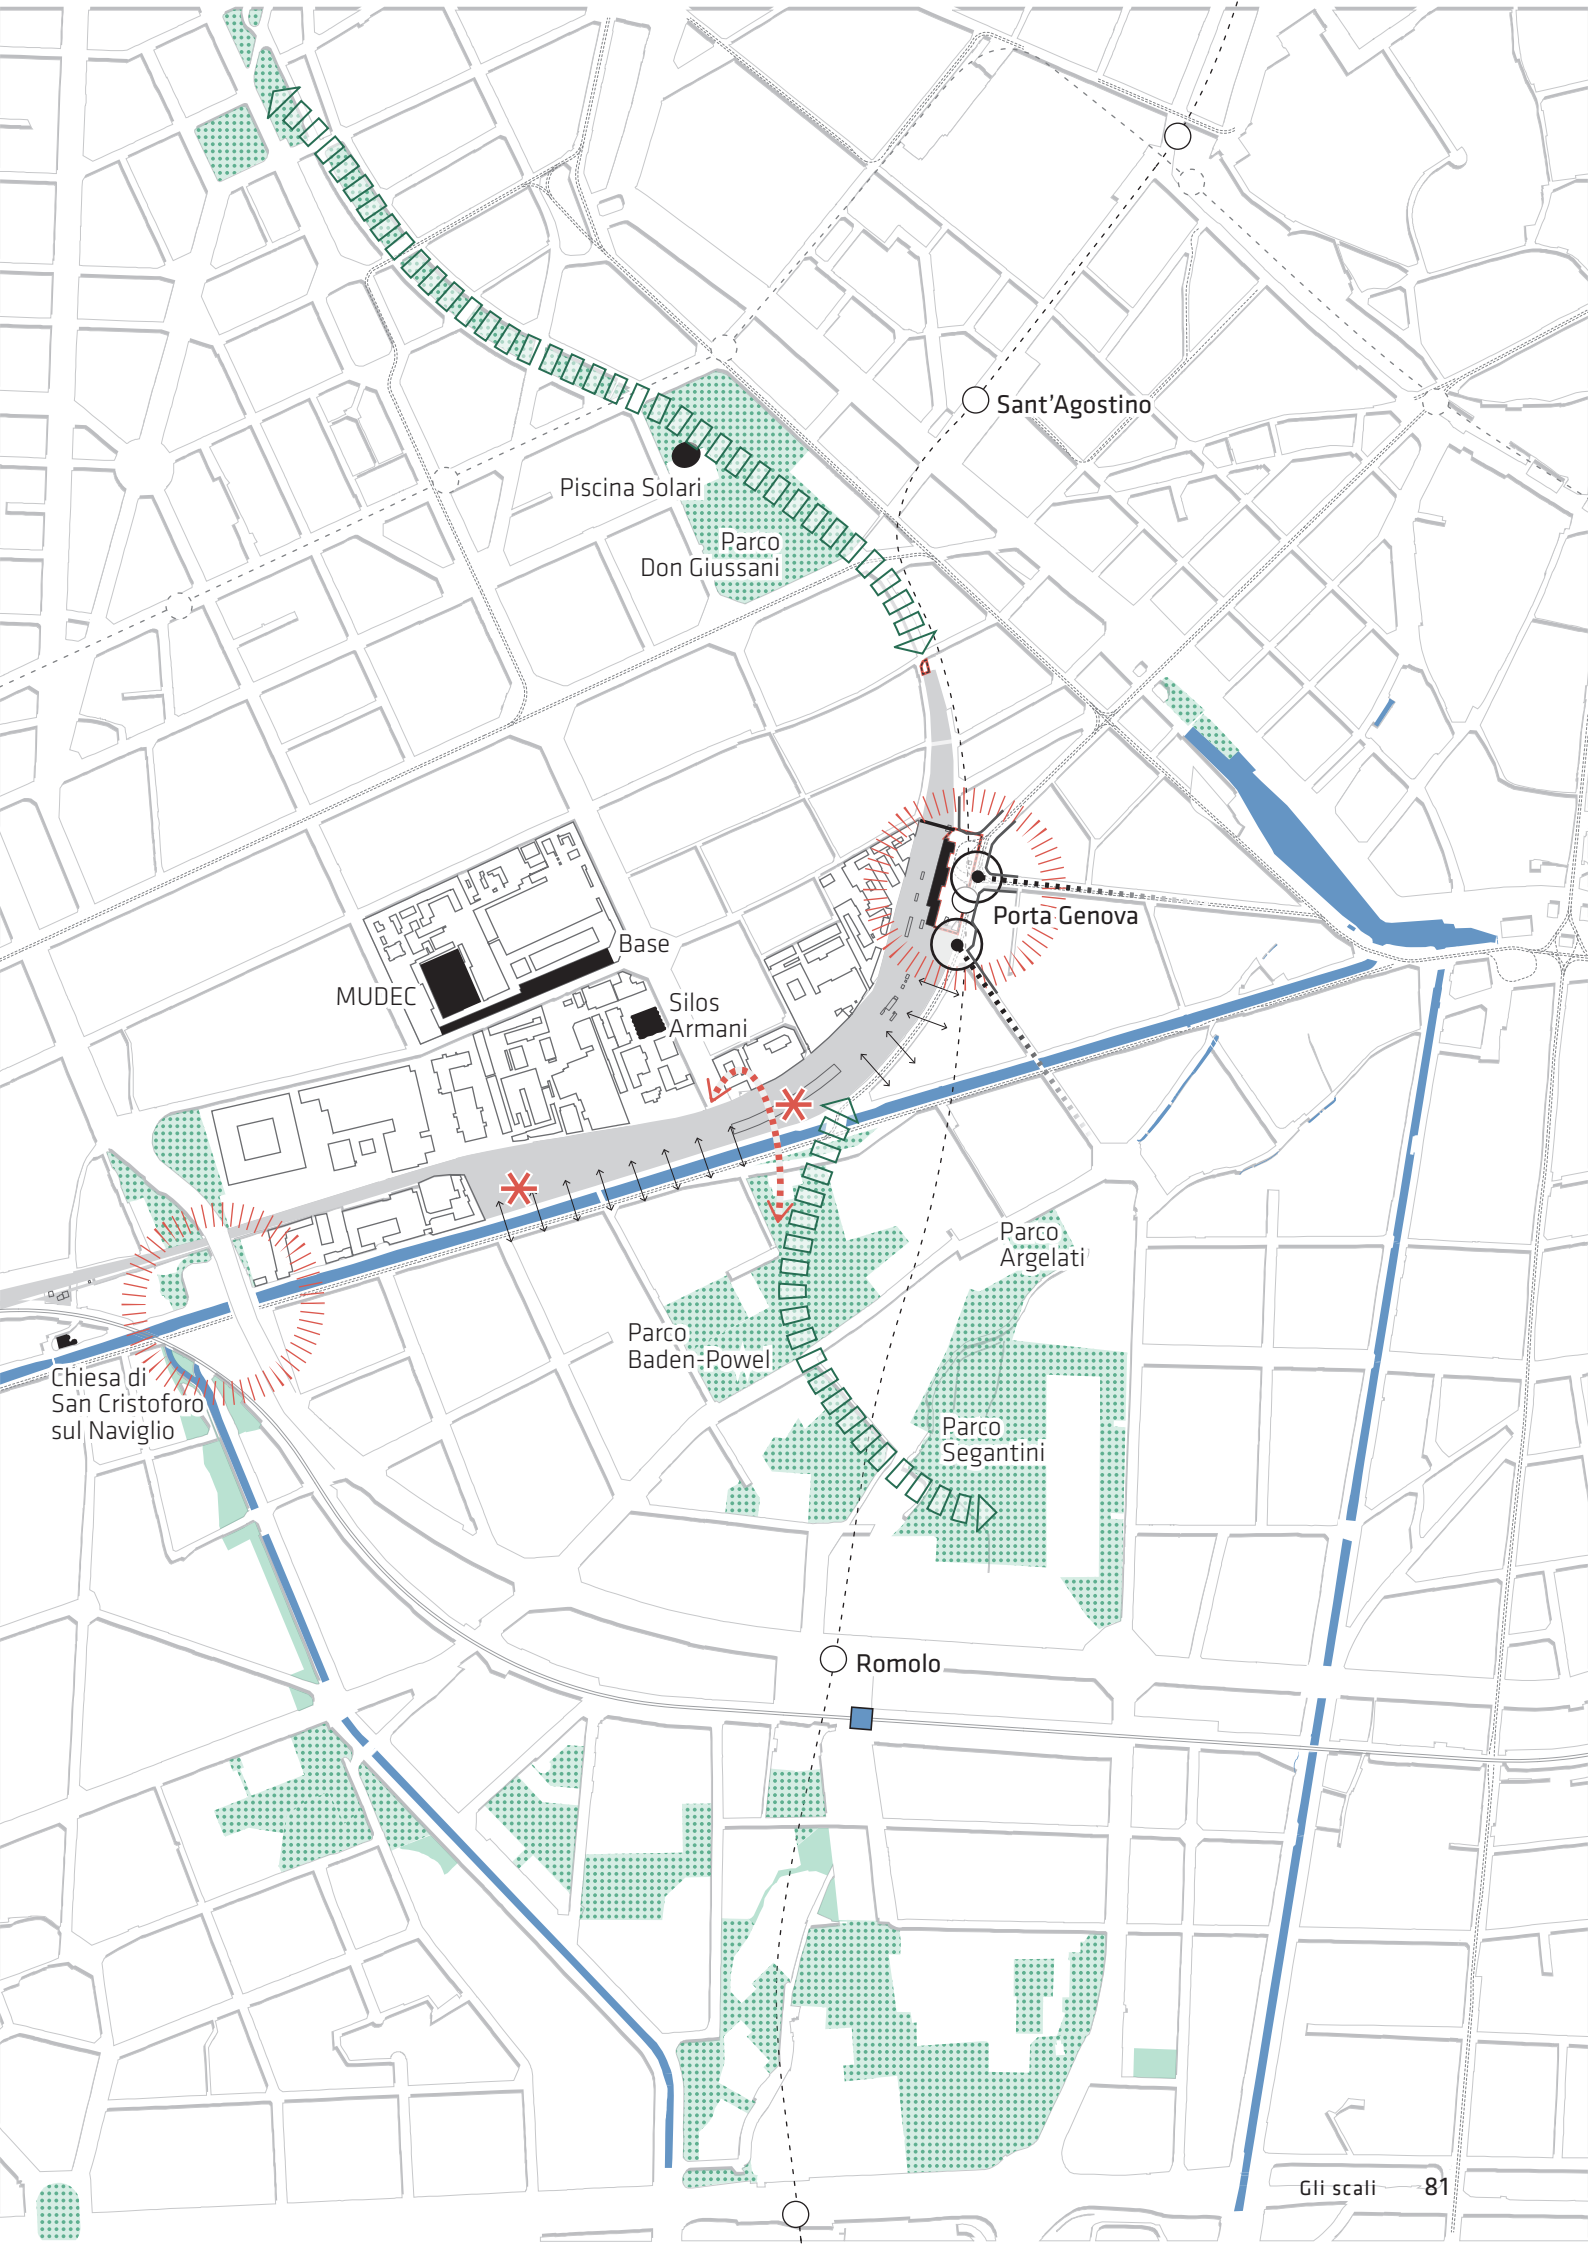 Sant'Agostino
Piscina Solari
Parco
Don Giussani
Porta Genova
Base
MUDEC
Silos
Armani
Parco
Argelati
Parco
Baden-Powel
Chiesa di
San Cristoforo
sul Naviglio
Parco
Segantini
Romolo
Gli scali 81